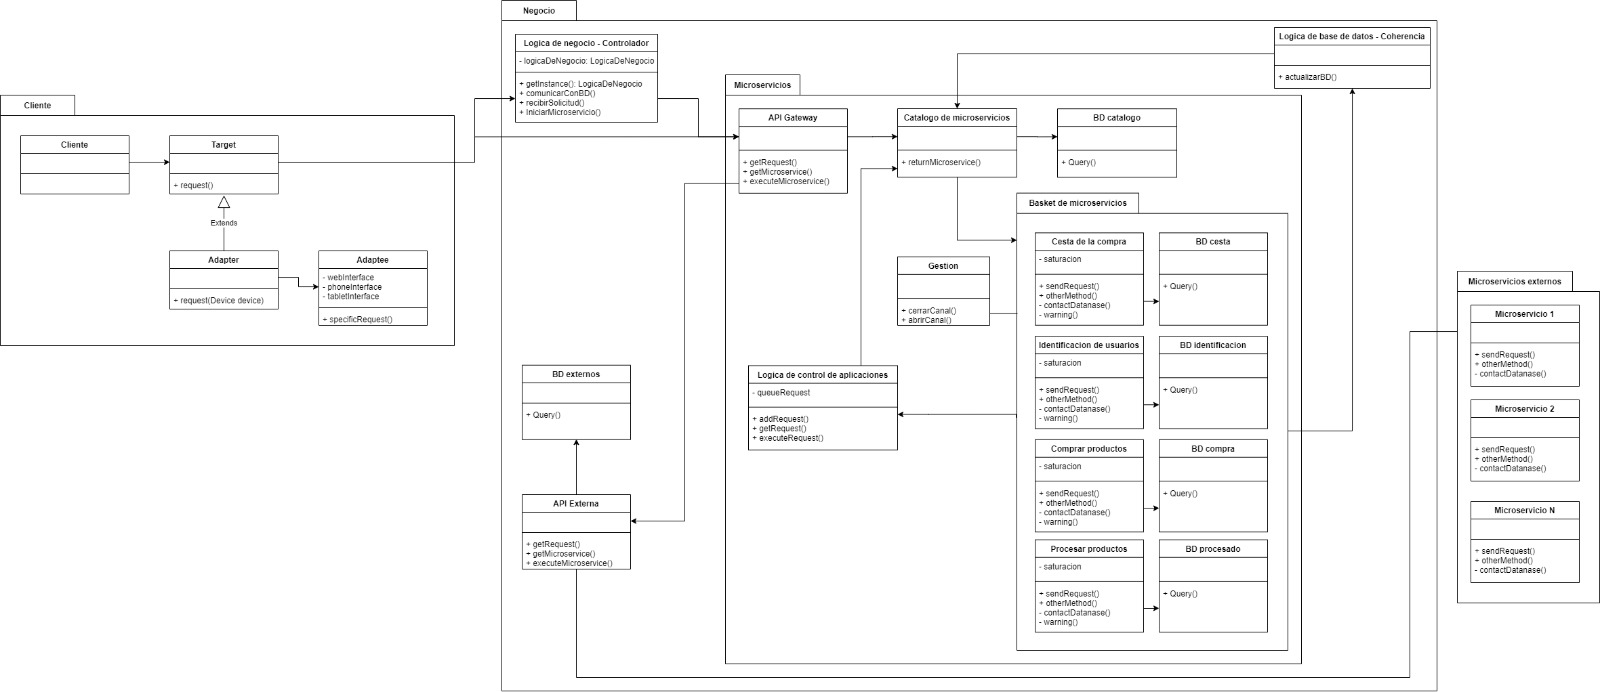 Cliente
Cliente
Target
+ request()
Extends
Adapter
+ request(Device device)
Adaptee
- webInterface
- phoneInterface
- tabletInterface
+ specificRequest()
Negocio
Logica de negocio - Controlador
- logicaDeNegocio: LogicaDeNegocio
+ getInstance(): LogicaDeNegocio
+ comunicarConBD()
+ recibirSolicitud()
+ IniciarMicroservicio()
Logica de base de datos - Coherencia
+ actualizarBD()
Microservicios
API Gateway
+ getRequest()
+ getMicroservice()
+ executeMicroservice()
Catalogo de microservicios
+ returnMicroservice()
BD catalogo
+ Query()
Gestion
+ cerrarCanal()
+ abrirCanal()
Logica de control de aplicaciones
- queueRequest
+ addRequest()
+ getRequest()
+ executeRequest()
Basket de microservicios
Cesta de la compra
- saturacion
+ sendRequest()
+ otherMethod()
- contactDatanase()
- warning()
BD cesta
+ Query()
Identificacion de usuarios
- saturacion
+ sendRequest()
+ otherMethod()
- contactDatanase()
- warning()
BD identificacion
+ Query()
Comprar productos
- saturacion
+ sendRequest()
+ otherMethod()
- contactDatanase()
- warning()
BD compra
+ Query()
Procesar productos
- saturacion
+ sendRequest()
+ otherMethod()
- contactDatanase()
- warning()
BD procesado
+ Query()
BD externos
+ Query()
API Externa
+ getRequest()
+ getMicroservice()
+ executeMicroservice()
Microservicios externos
Microservicio 1
+ sendRequest()
+ otherMethod()
- contactDatanase()
Microservicio 2
+ sendRequest()
+ otherMethod()
- contactDatanase()
Microservicio N
+ sendRequest()
+ otherMethod()
- contactDatanase()